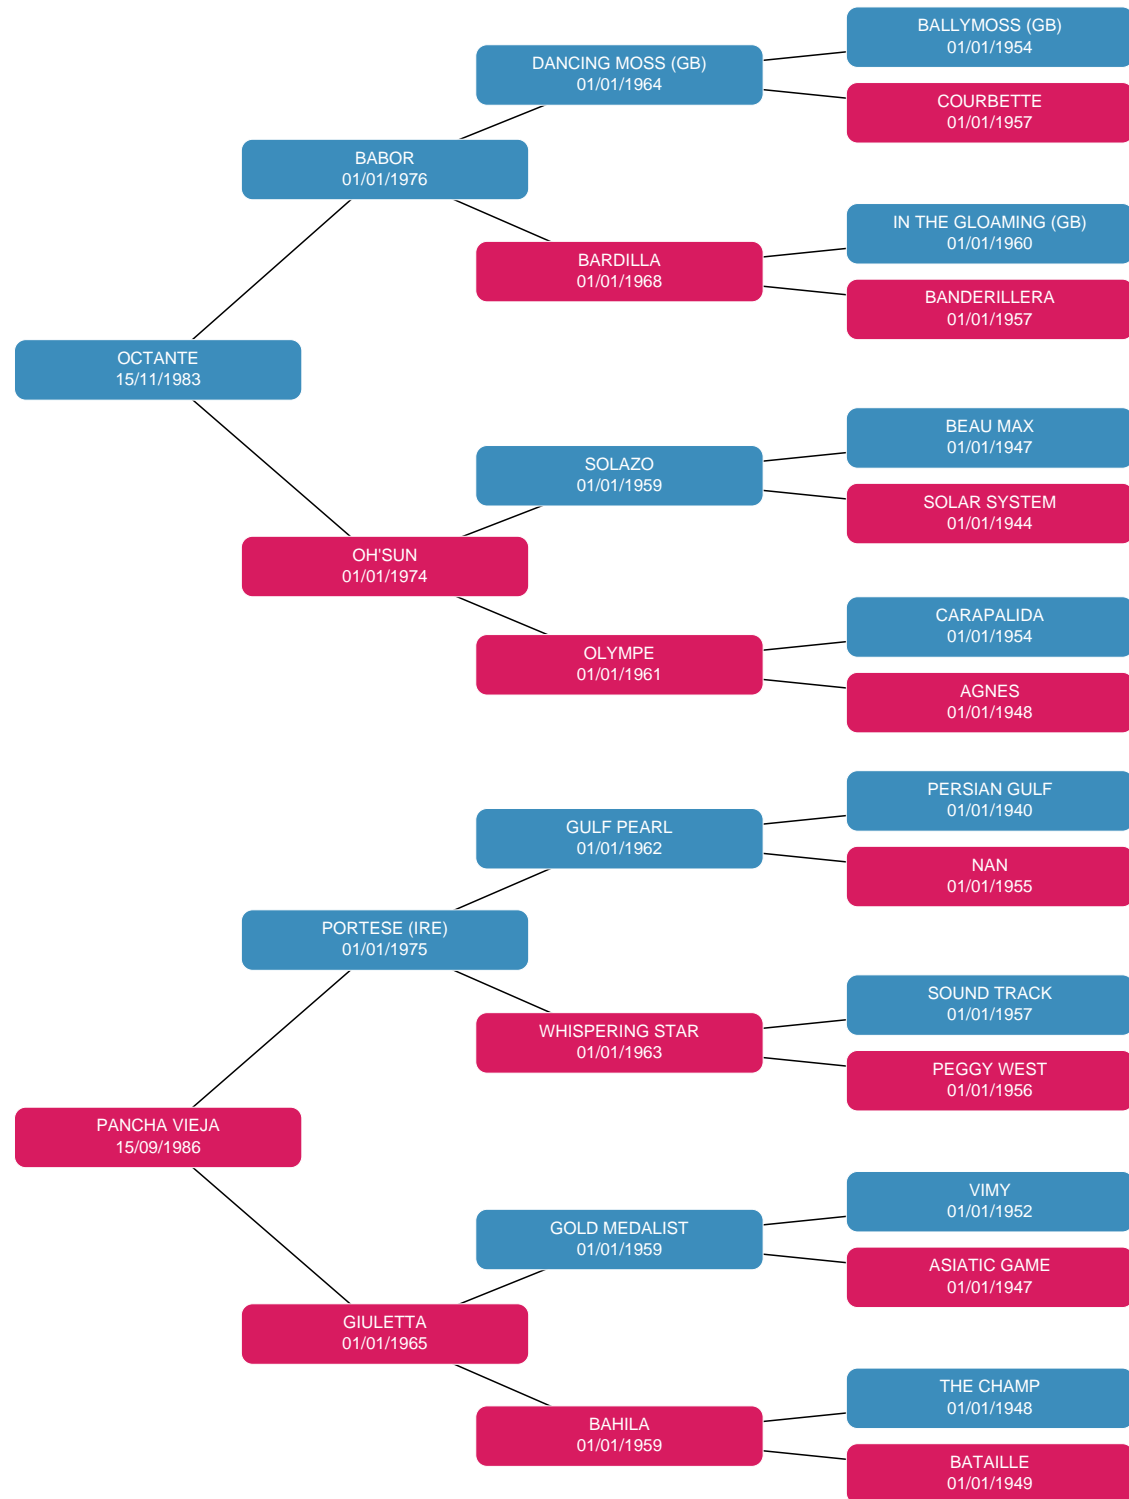 BALLYMOSS (GB)
01/01/1954
DANCING MOSS (GB)
01/01/1964
COURBETTE
01/01/1957
BABOR
01/01/1976
IN THE GLOAMING (GB)
01/01/1960
BARDILLA
01/01/1968
BANDERILLERA
01/01/1957
OCTANTE
15/11/1983
BEAU MAX
01/01/1947
SOLAZO
01/01/1959
SOLAR SYSTEM
01/01/1944
OH'SUN
01/01/1974
CARAPALIDA
01/01/1954
OLYMPE
01/01/1961
AGNES
01/01/1948
PERSIAN GULF
01/01/1940
GULF PEARL
01/01/1962
NAN
01/01/1955
PORTESE (IRE)
01/01/1975
SOUND TRACK
01/01/1957
WHISPERING STAR
01/01/1963
PEGGY WEST
01/01/1956
PANCHA VIEJA
15/09/1986
VIMY
01/01/1952
GOLD MEDALIST
01/01/1959
ASIATIC GAME
01/01/1947
GIULETTA
01/01/1965
THE CHAMP
01/01/1948
BAHILA
01/01/1959
BATAILLE
01/01/1949